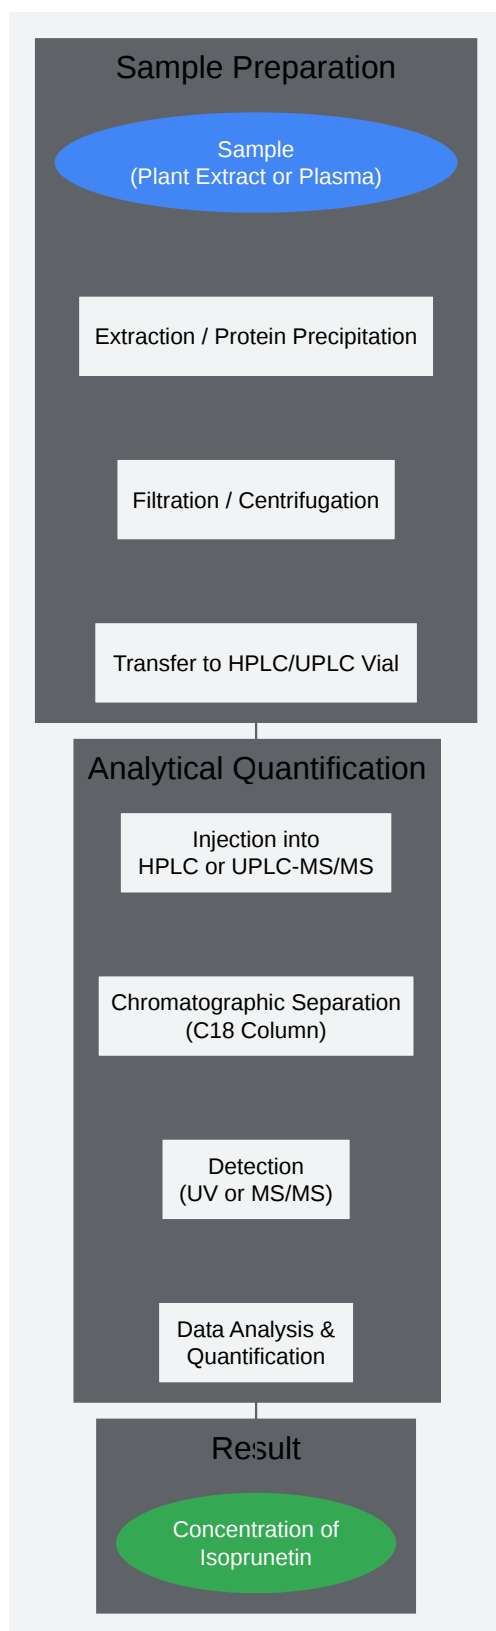 Sample Preparation
Sample
(Plant Extract or Plasma)
Extraction / Protein Precipitation
Filtration / Centrifugation
Transfer to HPLC/UPLC Vial
Analytical Quantification
Injection into
HPLC or UPLC-MS/MS
Chromatographic Separation
(C18 Column)
Detection
(UV or MS/MS)
Data Analysis &
Quantification
Result
Concentration of
Isoprunetin